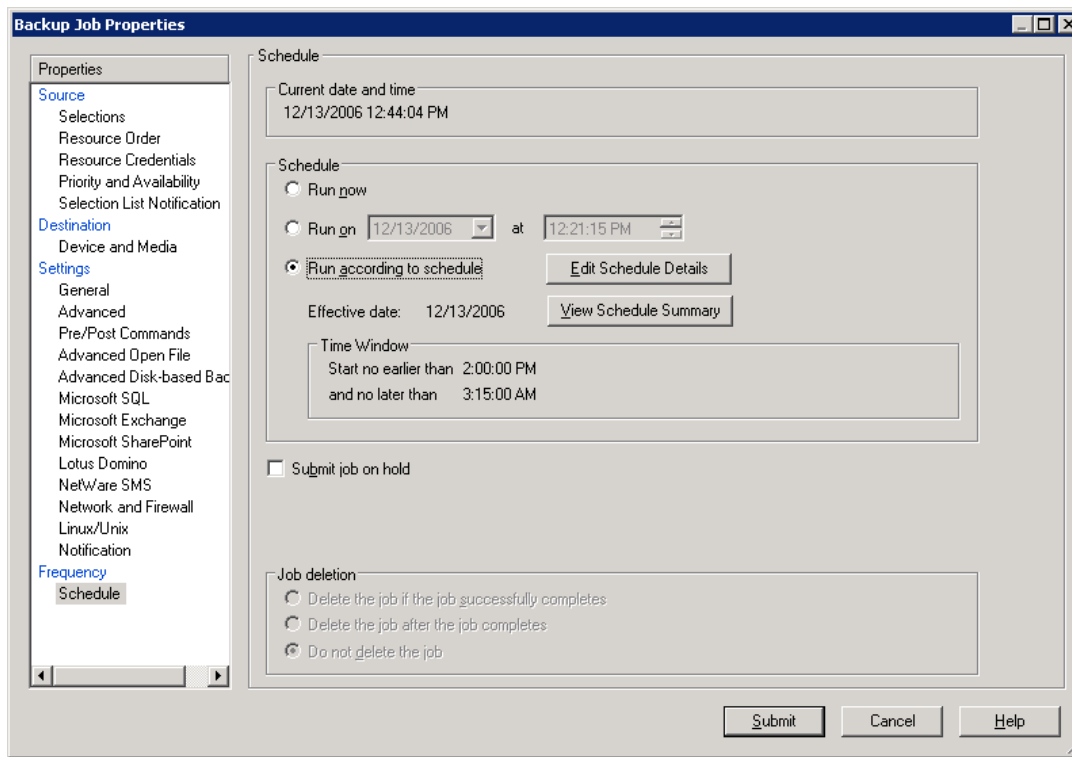 Backup Job Properties
Properties
Source
Selections
Resource Order
Resource Credentials
Priority and Availability
Selection List Notification
Destination
Device and Media
Settings
General
Advanced
Pre/Post Commands
Advanced Open File
Advanced Disk-based Bac
Microsoft SQL
Microsoft Exchange
Microsoft SharePoint
Lotus Domino
NetWare SMS
Network and Firewall
Linux/Unix
Notification
Frequency
Schedule
Schedule
Current date and time
12/13/2006 12:44:04 PM
Schedule
Run now
Run on 12/13/2006 at 12:21:15 PM
Run according to schedule Edit Schedule Details
Effective date: 12/13/2006 View Schedule Summary
Time Window
Start no earlier than 2:00:00 PM
and no later than 3:15:00 AM
Submit job on hold
Job deletion
Delete the job if the job successfully completes
Delete the job after the job completes
Do not delete the job
Submit Cancel Help